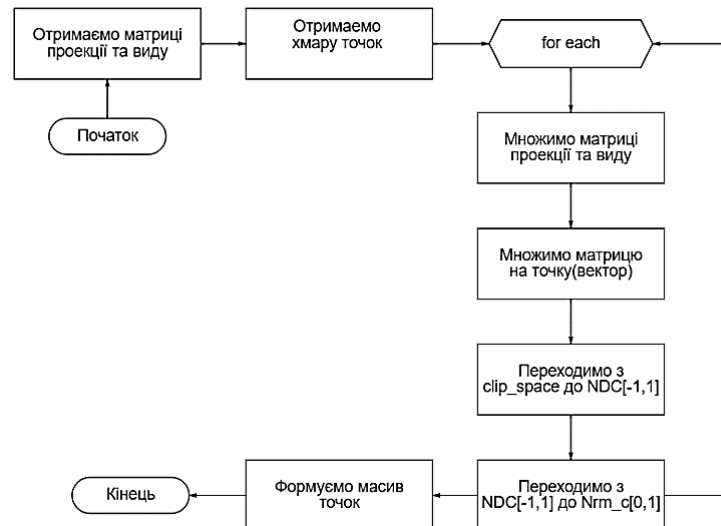 Отримаємо матриці
проекції та виду
Отримаемо
хмару точок
for each
Початок
Множимо матриці
проекції та виду
Множимо матрицю
на точку(вектор)
Переходимо з
clip_space до NDC[-1,1]
Переходимо з
NDC[-1,1] до Nrm_c[0,1]
Формуємо масив
точок
Кінець